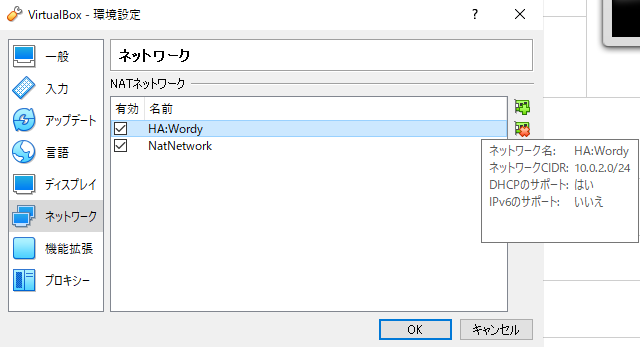 VirtualBox - 環境設定
一般
入力
アップデート
言語
ディスプレイ
ネットワーク
機能拡張
プロキシー
ネットワーク
NATネットワーク
有効 名前
HA:Wordy
NatNetwork
ネットワーク名: HA:Wordy
ネットワークCIDR: 10.0.2.0/24
DHCPのサポート: はい
IPv6のサポート: いいえ
OK キャンセル